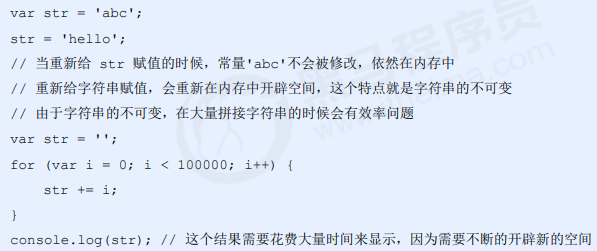 var str = 'abc';
str = 'hello';
// 当重新给 str 赋值的时候，常量'abc'不会被修改，依然在内存中
// 重新给字符串赋值，会重新在内存中开辟空间，这个特点就是字符串的不可变
// 由于字符串的不可变，在大量拼接字符串的时候会有效率问题
var str = '';
for (var i = 0; i < 100000; i++) {
    str += i;
}
console.log(str); // 这个结果需要花费大量时间来显示，因为需要不断的开辟新的空间